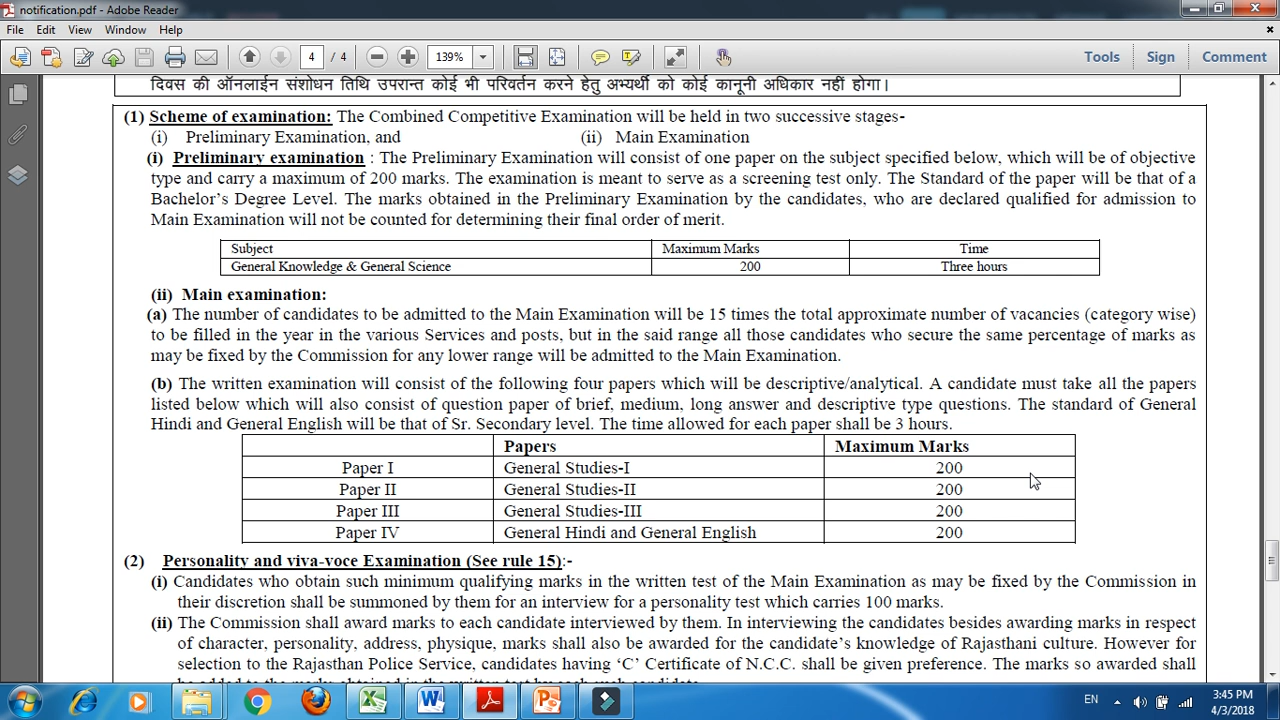 notification.pdf - Adobe Reader
File Edit View Window Help
4 / 4 139% Tools Sign Comment
दिवस की ऑनलाईन संशोधन तिथि उपरान्त कोई भी परिवर्तन करने हेतु अभ्यर्थी को कोई कानूनी अधिकार नहीं होगा।
(1) Scheme of examination: The Combined Competitive Examination will be held in two successive stages-
(i) Preliminary Examination, and (ii) Main Examination
(i) Preliminary examination : The Preliminary Examination will consist of one paper on the subject specified below, which will be of objective
type and carry a maximum of 200 marks. The examination is meant to serve as a screening test only. The Standard of the paper will be that of a
Bachelor's Degree Level. The marks obtained in the Preliminary Examination by the candidates, who are declared qualified for admission to
Main Examination will not be counted for determining their final order of merit.
Subject Maximum Marks Time
General Knowledge & General Science 200 Three hours
(ii) Main examination:
(a) The number of candidates to be admitted to the Main Examination will be 15 times the total approximate number of vacancies (category wise)
to be filled in the year in the various Services and posts, but in the said range all those candidates who secure the same percentage of marks as
may be fixed by the Commission for any lower range will be admitted to the Main Examination.
(b) The written examination will consist of the following four papers which will be descriptive/analytical. A candidate must take all the papers
listed below which will also consist of question paper of brief, medium, long answer and descriptive type questions. The standard of General
Hindi and General English will be that of Sr. Secondary level. The time allowed for each paper shall be 3 hours.
Papers Maximum Marks
Paper I General Studies-I 200
Paper II General Studies-II 200
Paper III General Studies-III 200
Paper IV General Hindi and General English 200
(2) Personality and viva-voce Examination (See rule 15):-
(i) Candidates who obtain such minimum qualifying marks in the written test of the Main Examination as may be fixed by the Commission in
their discretion shall be summoned by them for an interview for a personality test which carries 100 marks.
(ii) The Commission shall award marks to each candidate interviewed by them. In interviewing the candidates besides awarding marks in respect
of character, personality, address, physique, marks shall also be awarded for the candidate's knowledge of Rajasthani culture. However for
selection to the Rajasthan Police Service, candidates having 'C' Certificate of N.C.C. shall be given preference. The marks so awarded shall
EN 3:45 PM
4/3/2018